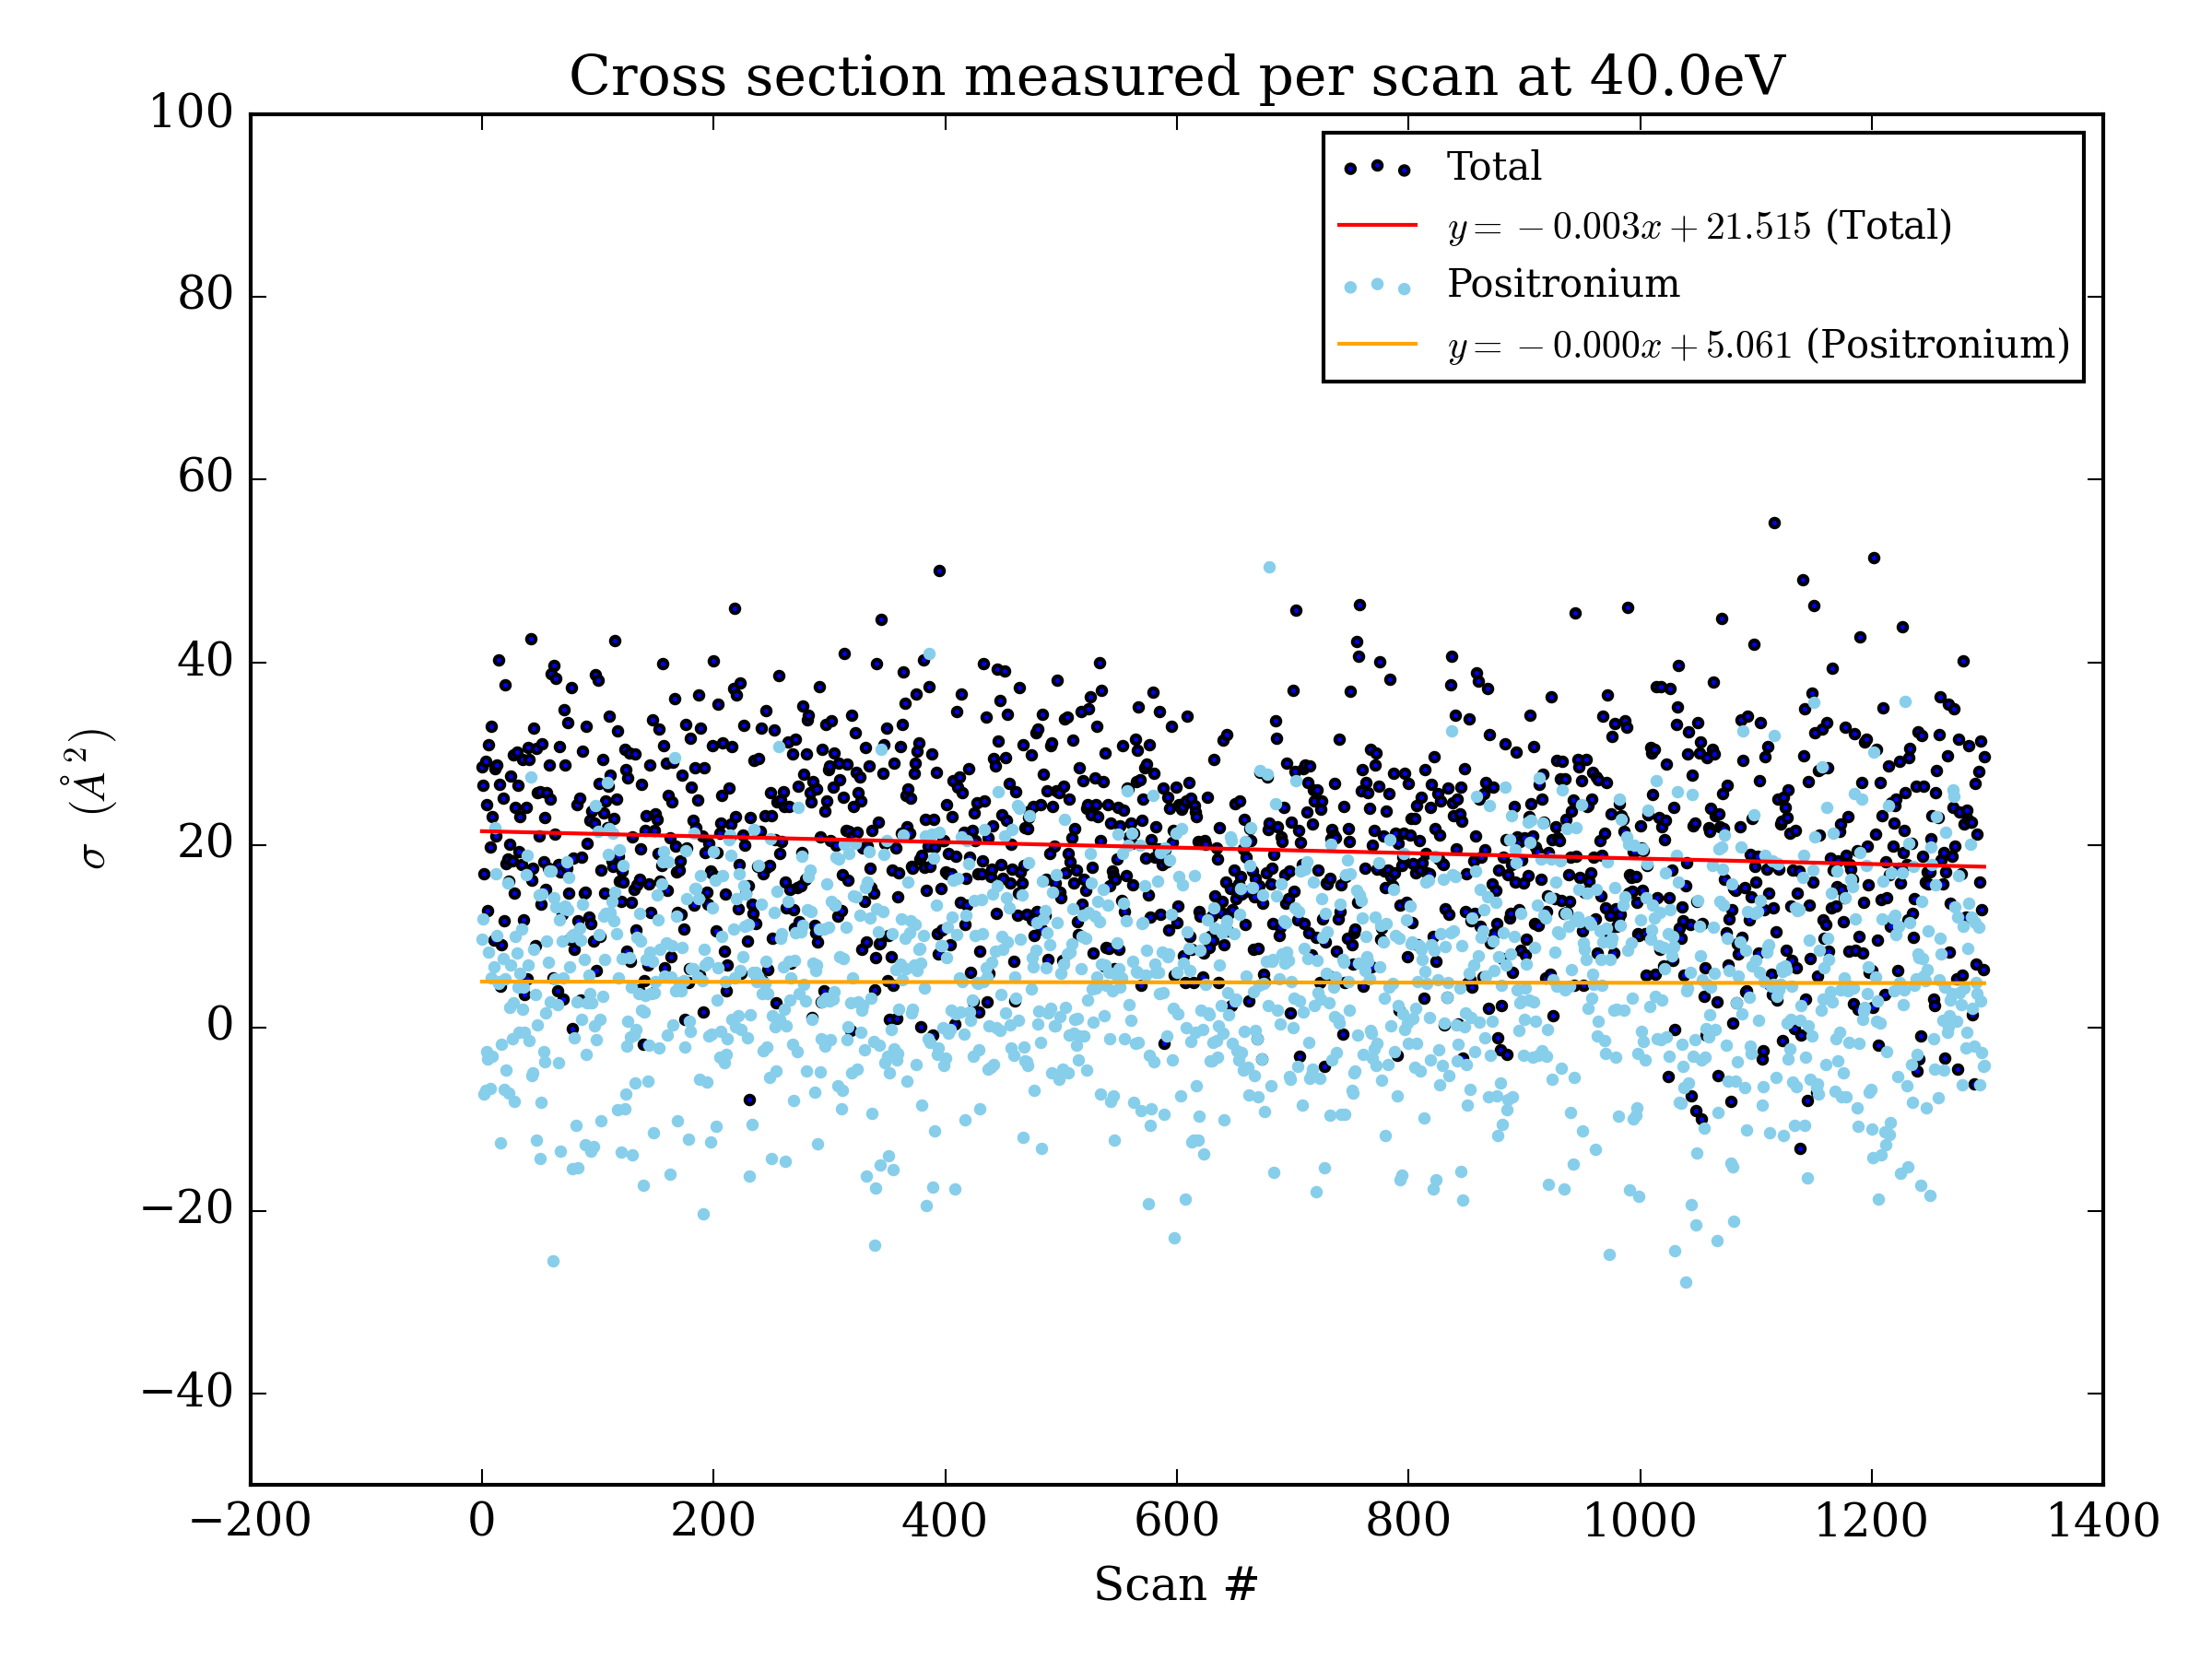 Cross section measured per scan at 40.0eV
100
80
60
40
20
0
−20
−40
σ (Å²)
Total
y = −0.003x + 21.515 (Total)
Positronium
y = −0.000x + 5.061 (Positronium)
−200 0 200 400 600 800 1000 1200 1400
Scan #